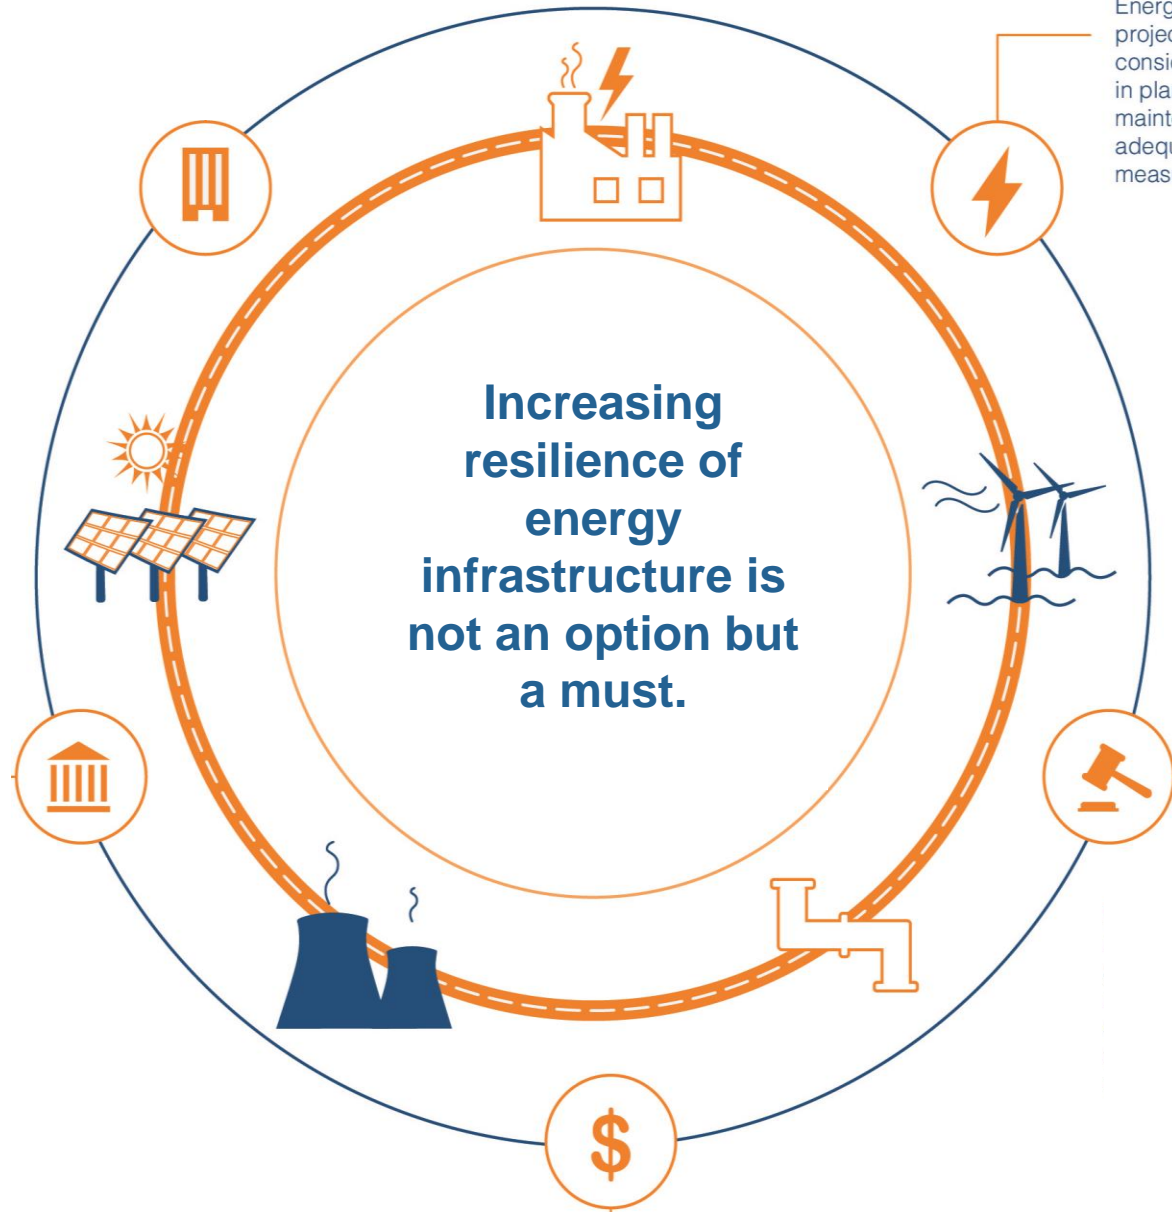 Increasing
resilience of
energy
infrastructure is
not an option but
a must.
$